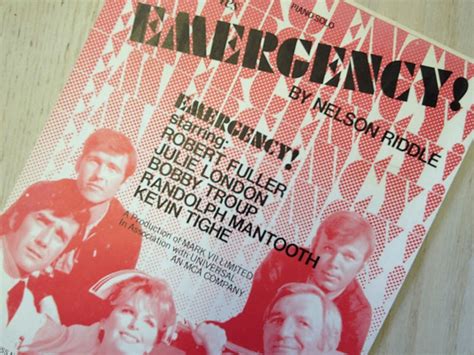 PIANO SOLO
EMERGENCY!
BY NELSON RIDDLE
EMERGENCY!
starring:
ROBERT FULLER
JULIE LONDON
BOBBY TROUP
RANDOLPH MANTOOTH
KEVIN TIGHE
A Production of MARK VII LIMITED
In Association with UNIVERSAL
AN MCA COMPANY